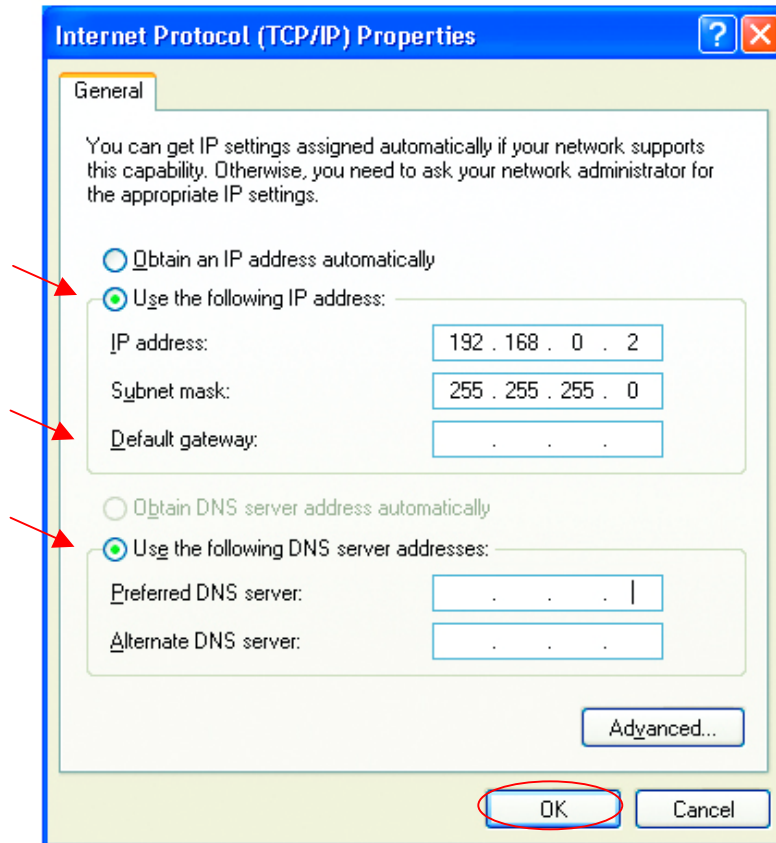 Internet Protocol (TCP/IP) Properties
General
You can get IP settings assigned automatically if your network supports
this capability. Otherwise, you need to ask your network administrator for
the appropriate IP settings.
Obtain an IP address automatically
Use the following IP address:
IP address: 192 . 168 . 0 . 2
Subnet mask: 255 . 255 . 255 . 0
Default gateway: . . .
Obtain DNS server address automatically
Use the following DNS server addresses:
Preferred DNS server: . . .
Alternate DNS server: . . .
Advanced...
OK Cancel